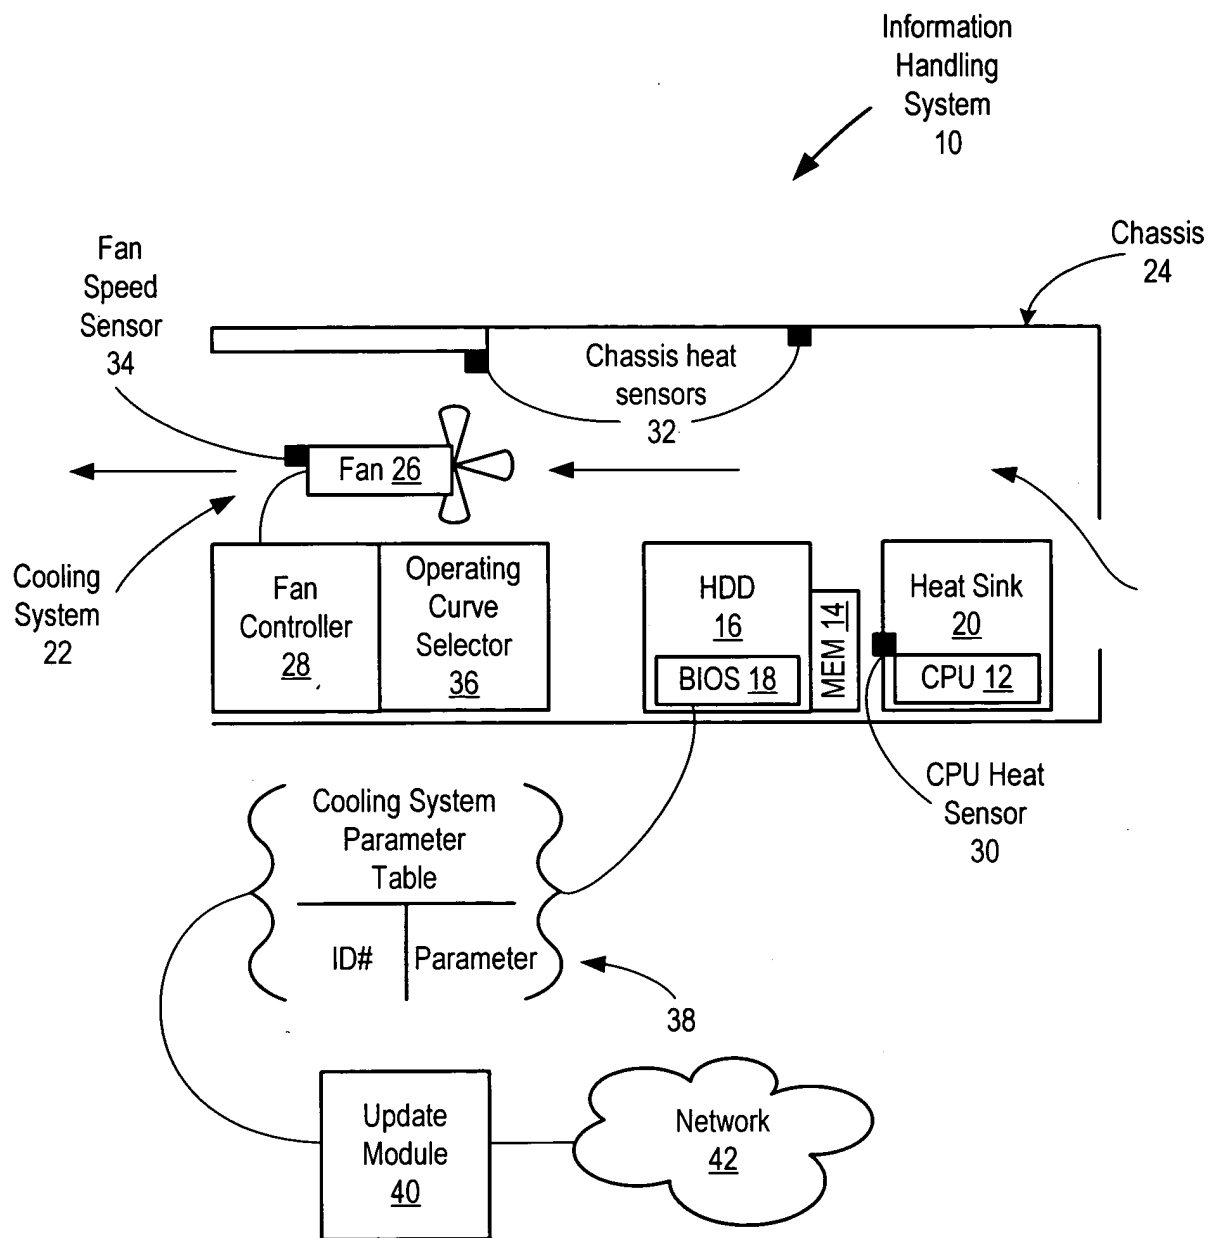 Information
Handling
System
10
Chassis
24
Fan
Speed
Sensor
34
Chassis heat
sensors
32
Fan 26
Cooling
System
22
Fan
Controller
28
Operating
Curve
Selector
36
HDD
16
BIOS 18
MEM 14
Heat Sink
20
CPU 12
CPU Heat
Sensor
30
Cooling System
Parameter
Table
ID#
Parameter
38
Update
Module
40
Network
42